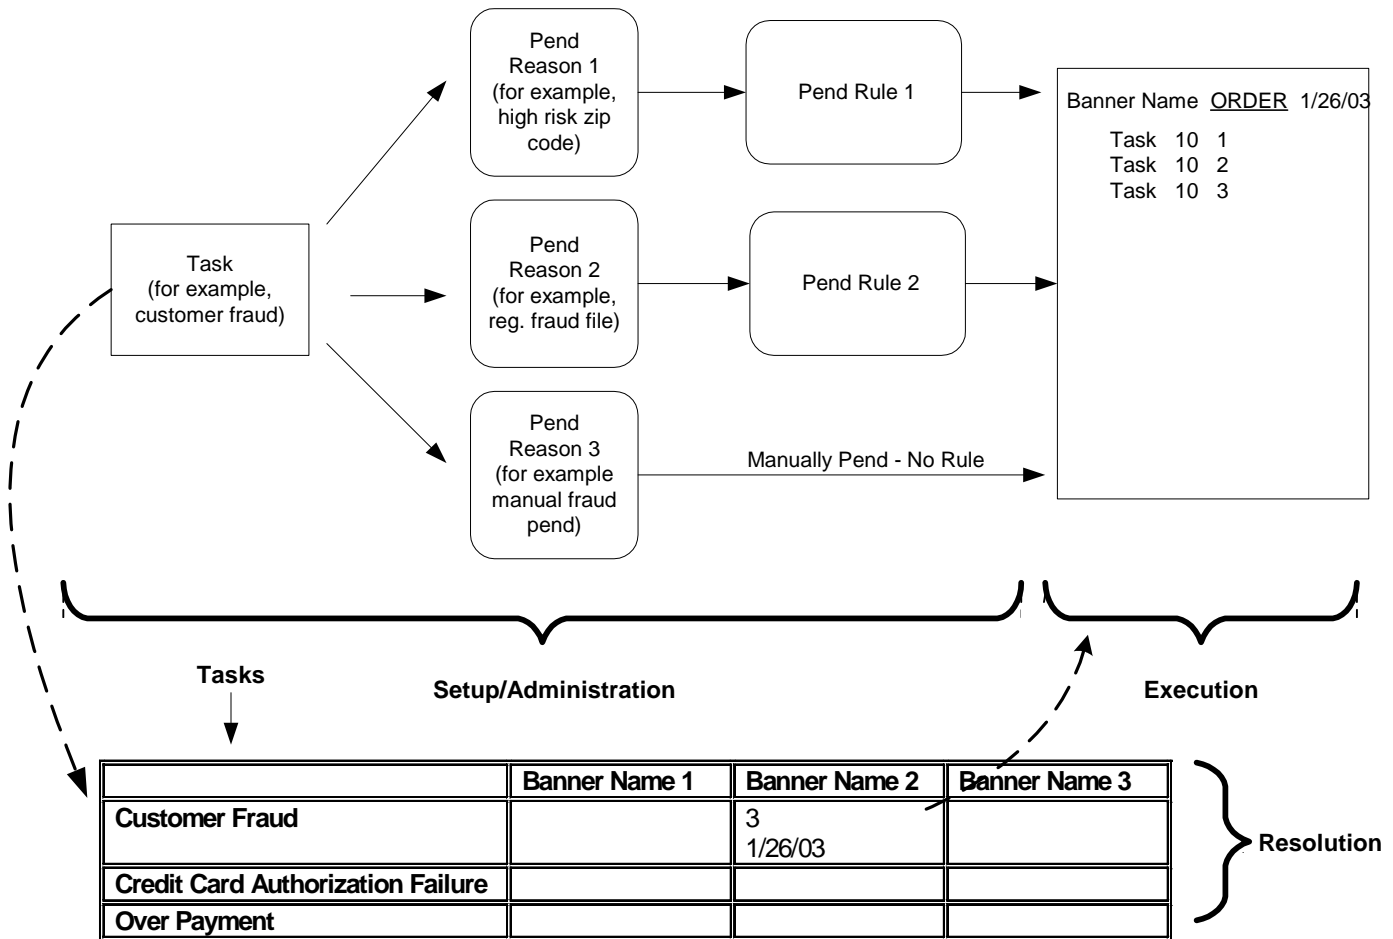 Pend
Reason 1
(for example,
high risk zip
code)
Pend Rule 1
Banner Name ORDER 1/26/03
Task 10 1
Task 10 2
Task 10 3
Task
(for example,
customer fraud)
Pend
Reason 2
(for example,
reg. fraud file)
Pend Rule 2
Pend
Reason 3
(for example
manual fraud
pend)
Manually Pend - No Rule
Tasks
Setup/Administration
Execution
Banner Name 1 Banner Name 2 Banner Name 3
Customer Fraud 3
1/26/03
Resolution
Credit Card Authorization Failure
Over Payment